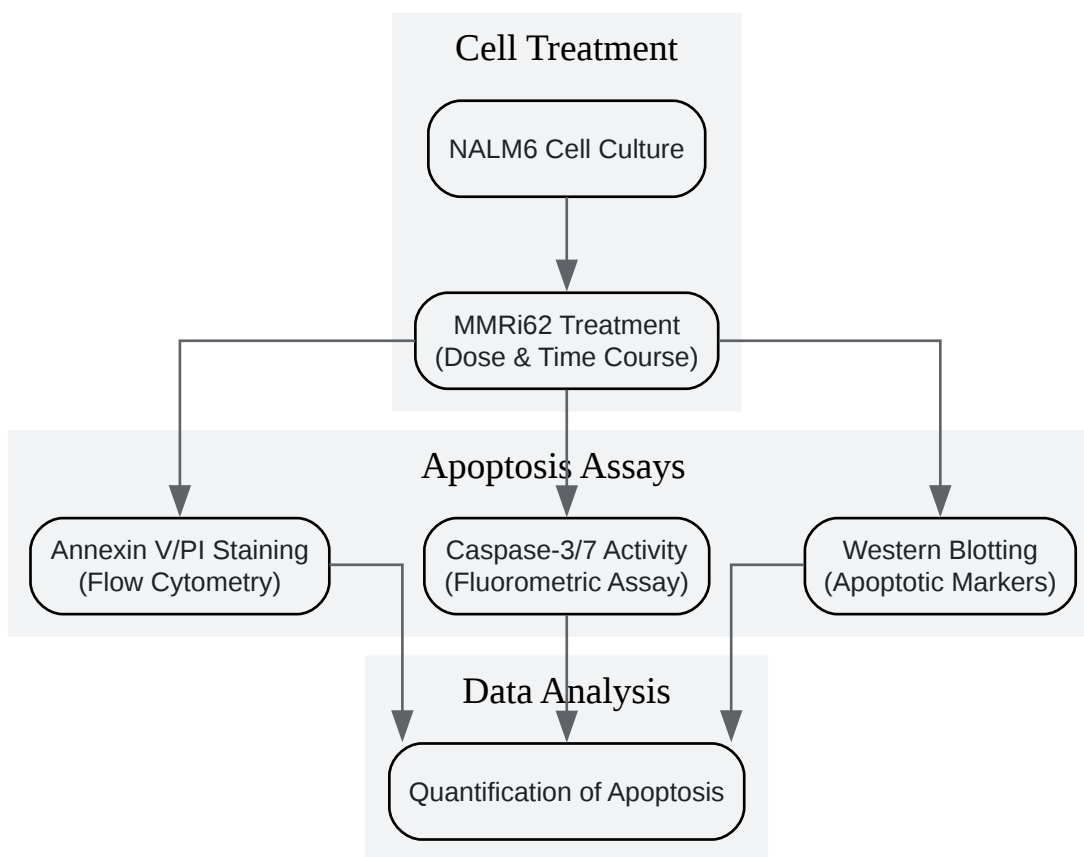 Cell Treatment
NALM6 Cell Culture
MMRi62 Treatment
(Dose & Time Course)
Apoptosis Assays
Annexin V/PI Staining
(Flow Cytometry)
Caspase-3/7 Activity
(Fluorometric Assay)
Western Blotting
(Apoptotic Markers)
Data Analysis
Quantification of Apoptosis